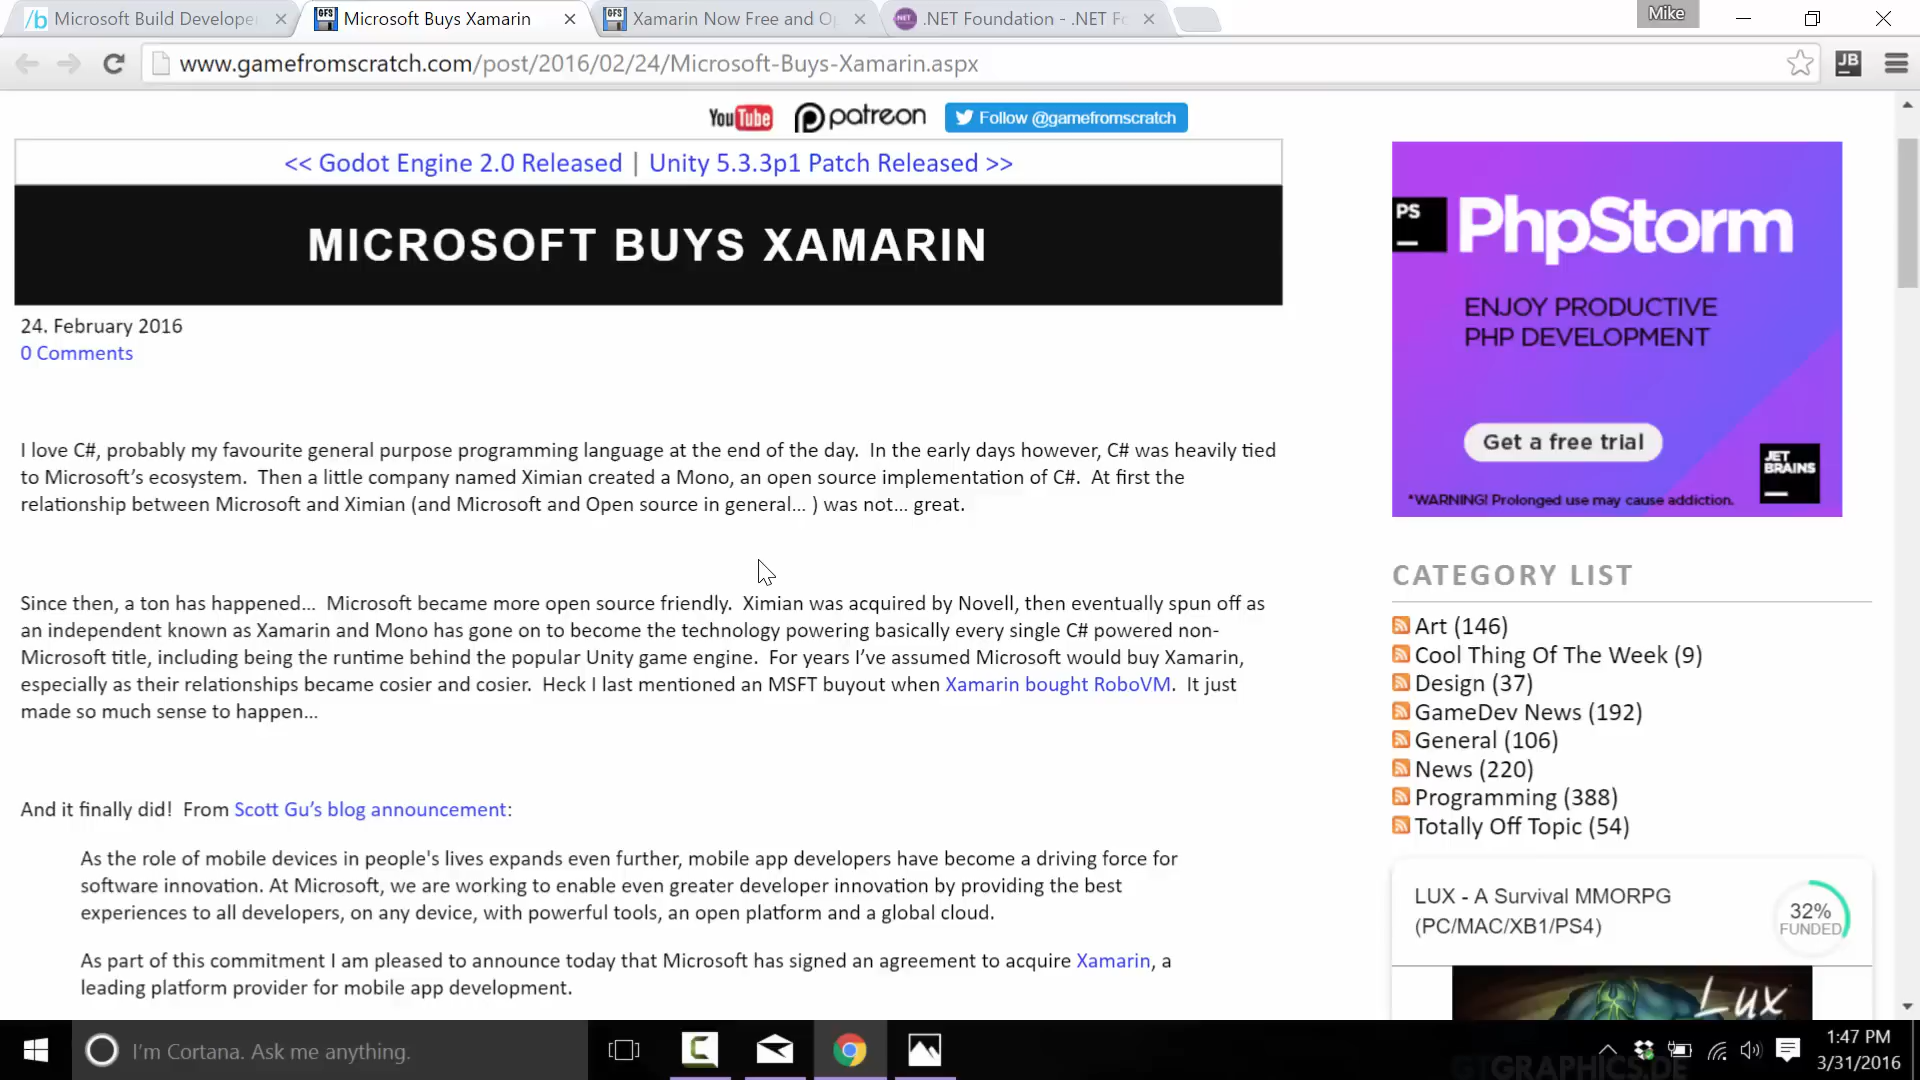 Microsoft Build Develope
Microsoft Buys Xamarin
Xamarin Now Free and O
.NET Foundation - .NET Fo
Mike
www.gamefromscratch.com/post/2016/02/24/Microsoft-Buys-Xamarin.aspx
JB
YouTube
patreon
Follow @gamefromscratch
<< Godot Engine 2.0 Released | Unity 5.3.3p1 Patch Released >>
MICROSOFT BUYS XAMARIN
24. February 2016
0 Comments
I love C#, probably my favourite general purpose programming language at the end of the day. In the early days however, C# was heavily tied
to Microsoft’s ecosystem. Then a little company named Ximian created a Mono, an open source implementation of C#. At first the
relationship between Microsoft and Ximian (and Microsoft and Open source in general… ) was not… great.
Since then, a ton has happened… Microsoft became more open source friendly. Ximian was acquired by Novell, then eventually spun off as
an independent known as Xamarin and Mono has gone on to become the technology powering basically every single C# powered non-
Microsoft title, including being the runtime behind the popular Unity game engine. For years I’ve assumed Microsoft would buy Xamarin,
especially as their relationships became cosier and cosier. Heck I last mentioned an MSFT buyout when Xamarin bought RoboVM. It just
made so much sense to happen…
And it finally did! From Scott Gu’s blog announcement:
As the role of mobile devices in people's lives expands even further, mobile app developers have become a driving force for
software innovation. At Microsoft, we are working to enable even greater developer innovation by providing the best
experiences to all developers, on any device, with powerful tools, an open platform and a global cloud.
As part of this commitment I am pleased to announce today that Microsoft has signed an agreement to acquire Xamarin, a
leading platform provider for mobile app development.
PS
PhpStorm
ENJOY PRODUCTIVE
PHP DEVELOPMENT
Get a free trial
JET
BRAINS
*WARNING! Prolonged use may cause addiction.
CATEGORY LIST
Art (146)
Cool Thing Of The Week (9)
Design (37)
GameDev News (192)
General (106)
News (220)
Programming (388)
Totally Off Topic (54)
LUX - A Survival MMORPG
(PC/MAC/XB1/PS4)
32%
FUNDED
Lux
I’m Cortana. Ask me anything.
1:47 PM
3/31/2016
GTGRAPHICS.DE